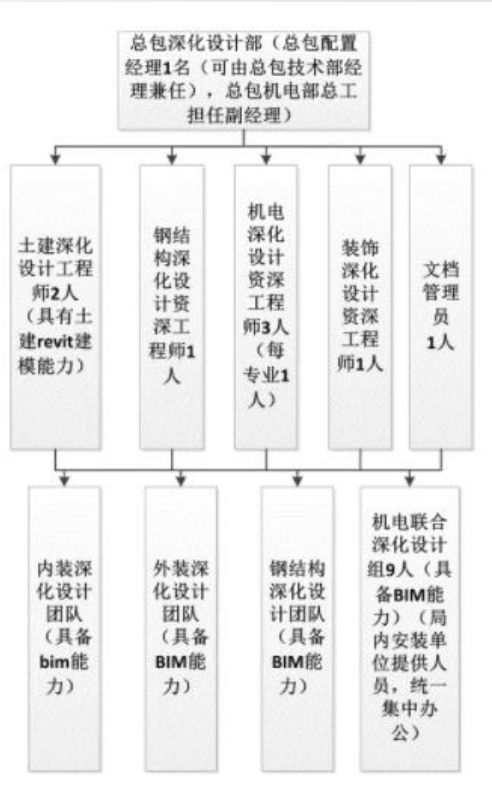 总包深化设计部（总包配置
经理1名（可由总包技术部经
理兼任），总包机电部总工
担任副经理）
土建深化
设计工程
师2人
（具有土
建revit建
模能力）
钢结
构深
化设
计资
深工
程师1
人
机电
深化
设计
资深
工程
师3人
（每
专业1
人）
装饰
深化
设计
资深
工程
师1人
文档
管理
员
1人
内装深
化设计
团队
（具备
bim能
力）
外装深
化设计
团队
（具备
BIM能
力）
钢结构
深化设
计团队
（具备
BIM能
力）
机电联合
深化设计
组9人（具
备BIM能
力）（局
内安装单
位提供人
员，统一
集中办
公）